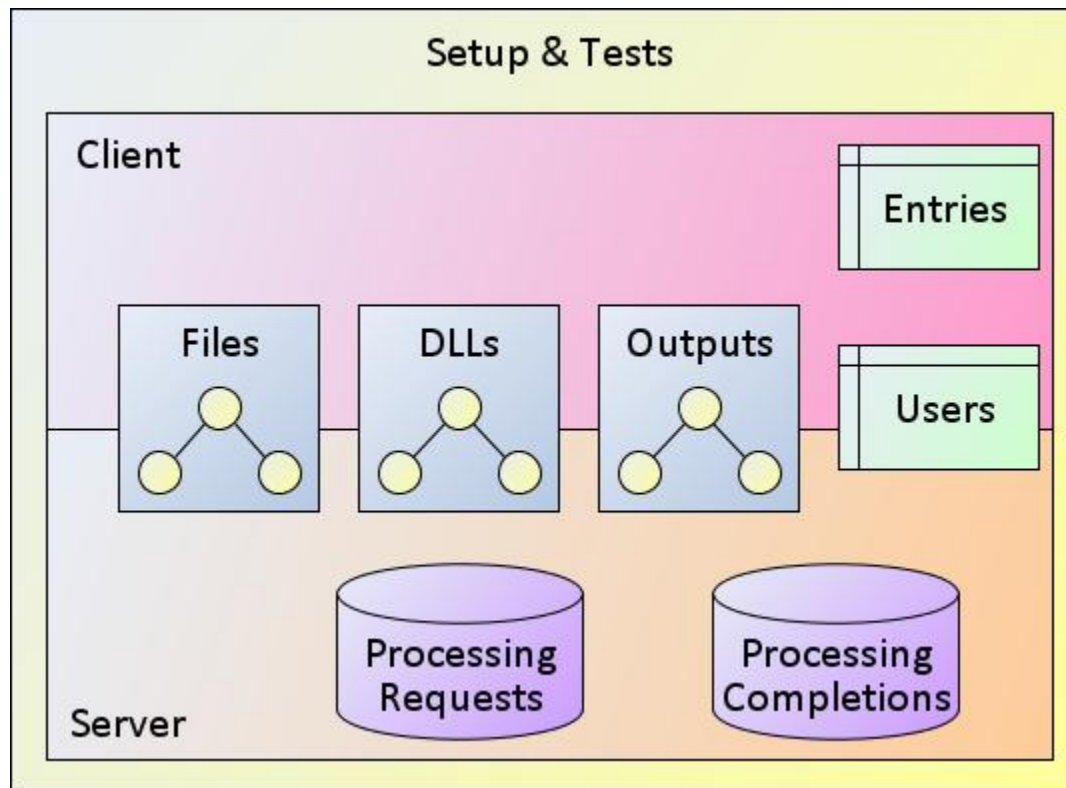 Setup & Tests
Client
Entries
Files
DLLs
Outputs
Users
Processing
Requests
Processing
Completions
Server